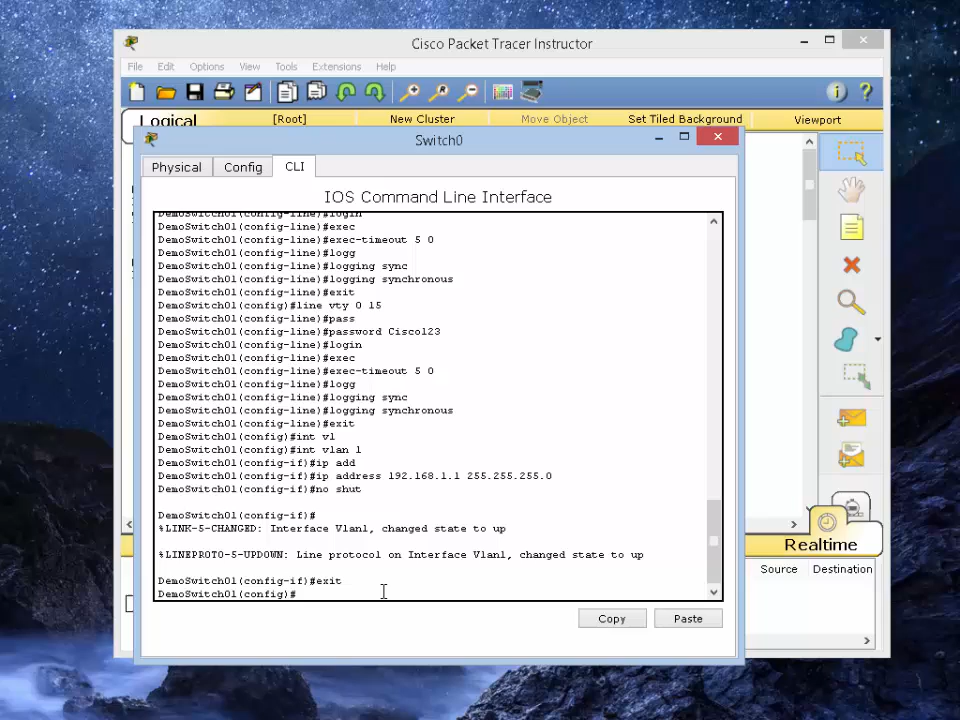 Cisco Packet Tracer Instructor
File Edit Options View Tools Extensions Help
Logical [Root] New Cluster Move Object Set Tiled Background Viewport
Switch0
Physical Config CLI
IOS Command Line Interface
DemoSwitch01(config-line)#login
DemoSwitch01(config-line)#exec
DemoSwitch01(config-line)#exec-timeout 5 0
DemoSwitch01(config-line)#logg
DemoSwitch01(config-line)#logging sync
DemoSwitch01(config-line)#logging synchronous
DemoSwitch01(config-line)#exit
DemoSwitch01(config)#line vty 0 15
DemoSwitch01(config-line)#pass
DemoSwitch01(config-line)#password Cisco123
DemoSwitch01(config-line)#login
DemoSwitch01(config-line)#exec
DemoSwitch01(config-line)#exec-timeout 5 0
DemoSwitch01(config-line)#logg
DemoSwitch01(config-line)#logging sync
DemoSwitch01(config-line)#logging synchronous
DemoSwitch01(config-line)#exit
DemoSwitch01(config)#int vl
DemoSwitch01(config)#int vlan 1
DemoSwitch01(config-if)#ip add
DemoSwitch01(config-if)#ip address 192.168.1.1 255.255.255.0
DemoSwitch01(config-if)#no shut
DemoSwitch01(config-if)#
%LINK-5-CHANGED: Interface Vlan1, changed state to up
%LINEPROTO-5-UPDOWN: Line protocol on Interface Vlan1, changed state to up
DemoSwitch01(config-if)#exit
DemoSwitch01(config)#
Copy Paste
Realtime
Source Destination